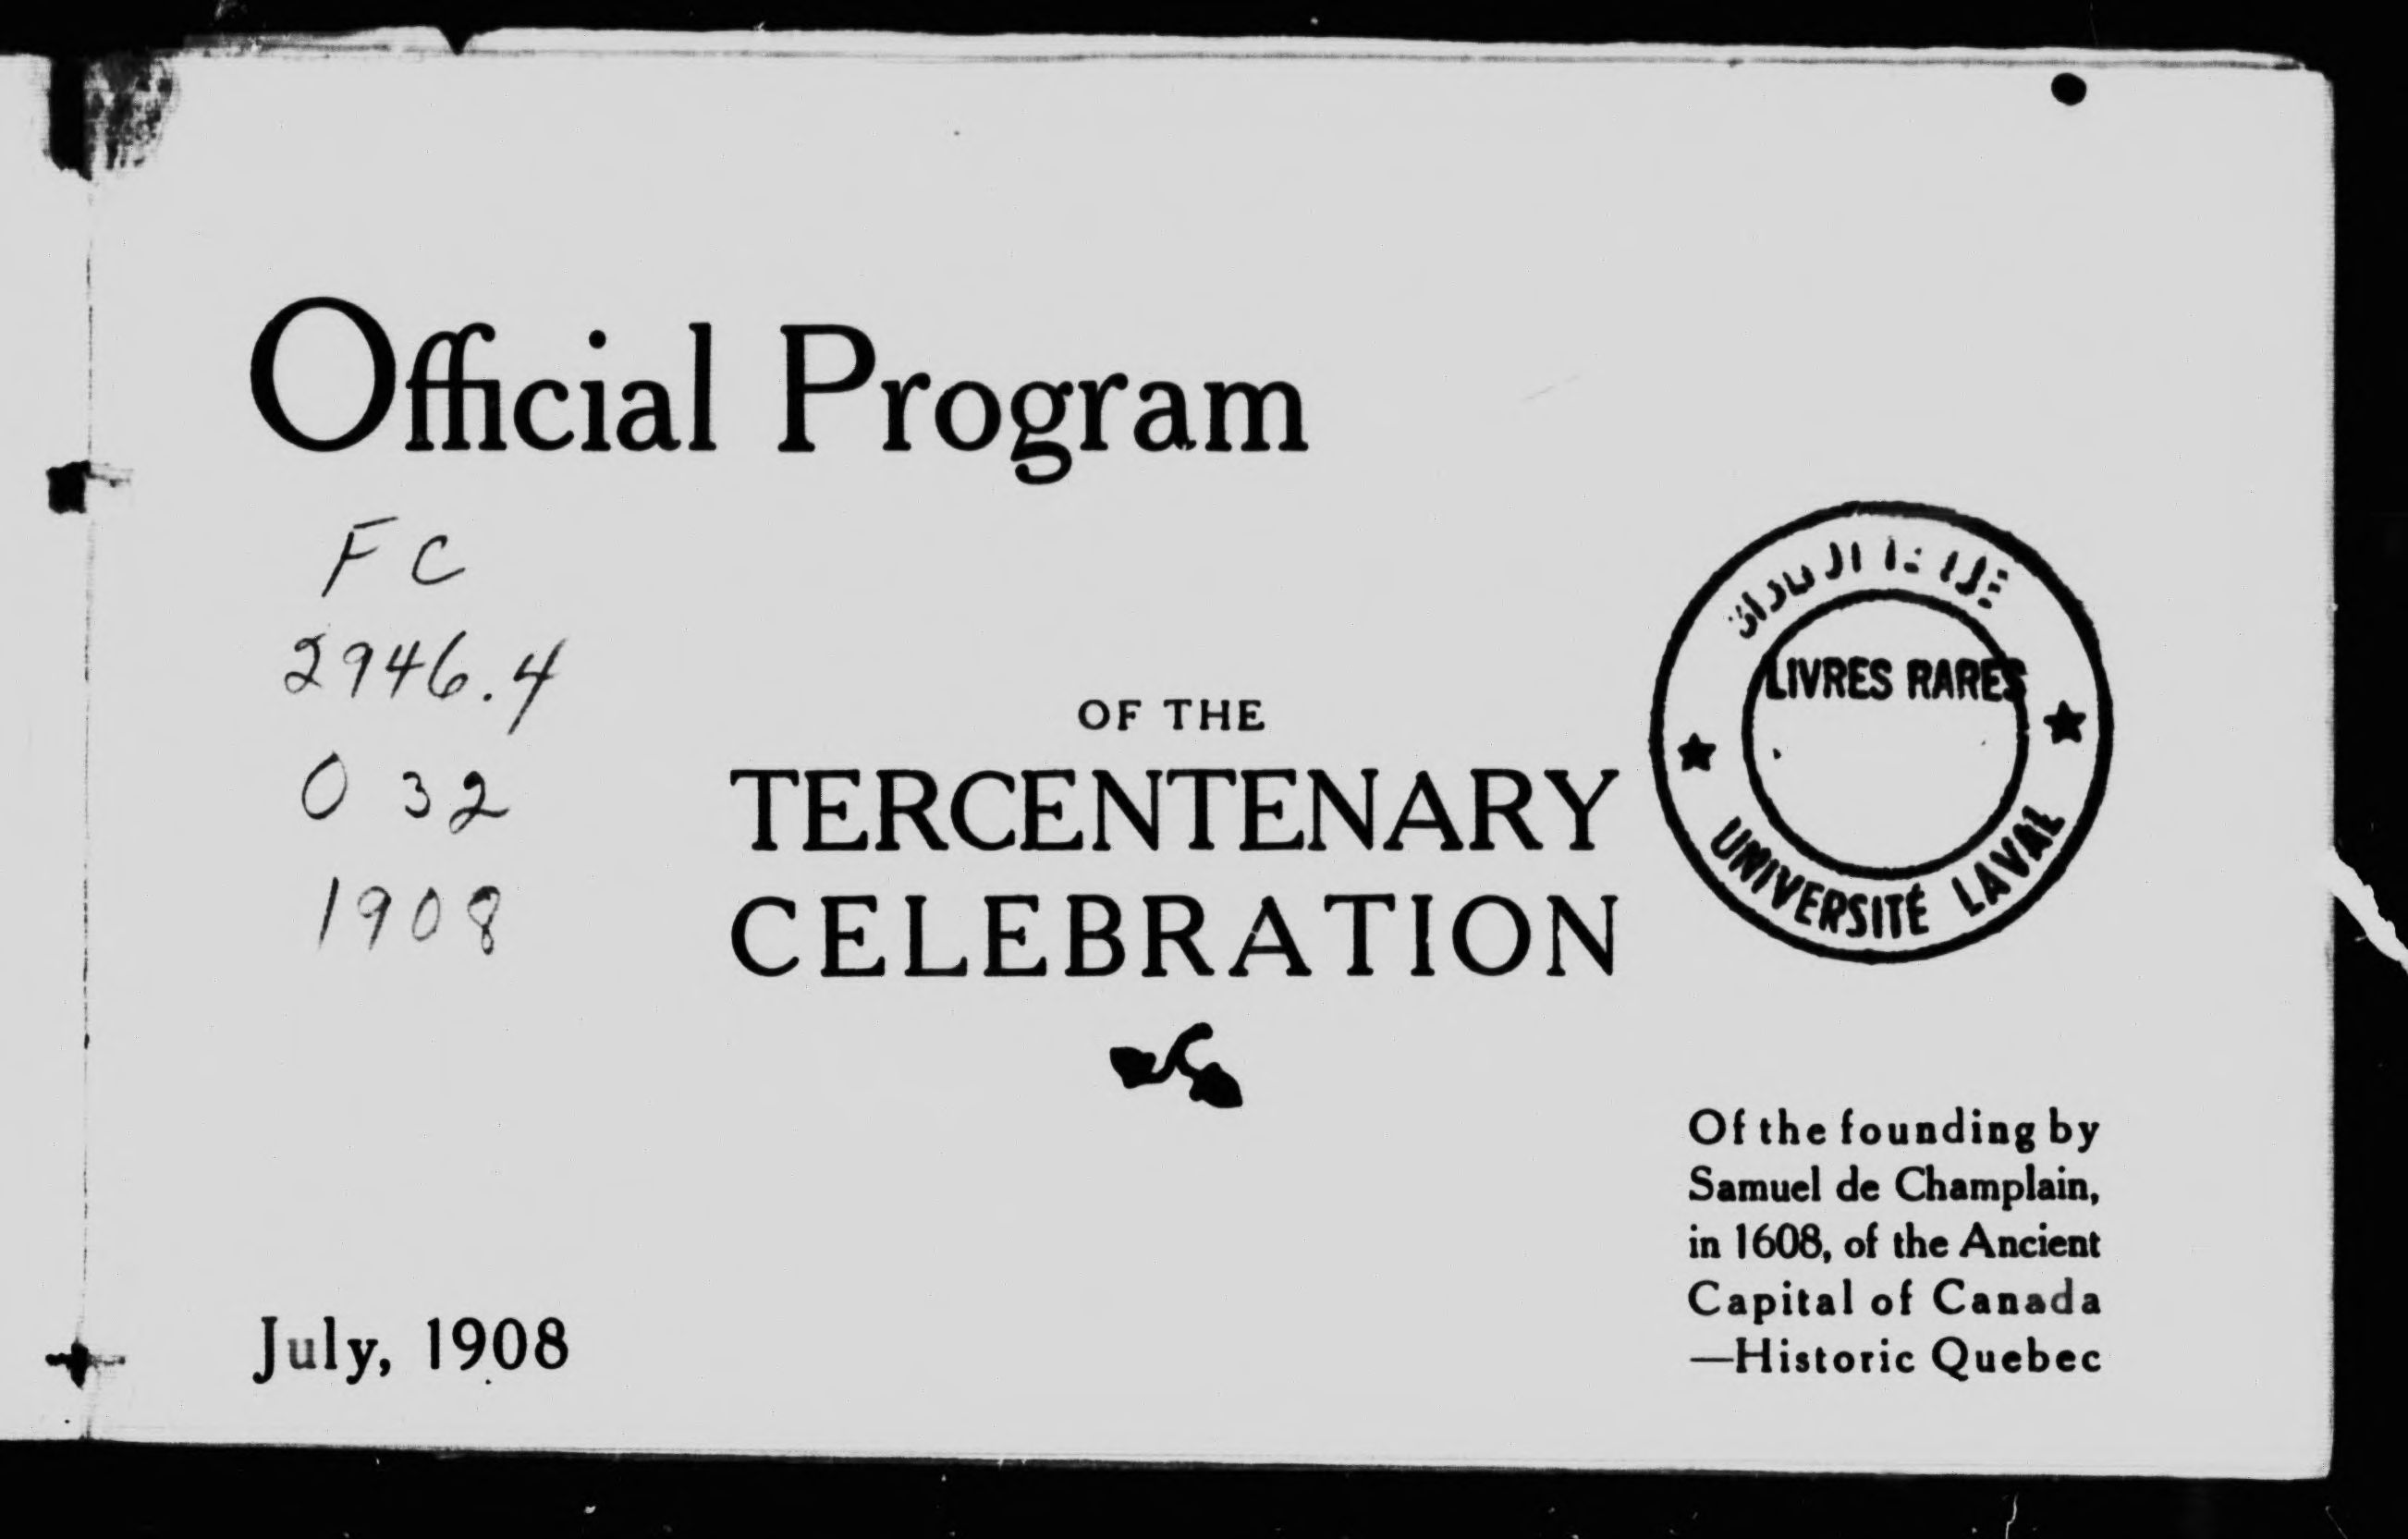 Official Program
FC
2946.4
O 32
1908
OF THE
TERCENTENARY
CELEBRATION
LIVRES RARES
UNIVERSITÉ LAVAL
Of the founding by
Samuel de Champlain,
in 1608, of the Ancient
Capital of Canada
—Historic Quebec
July, 1908